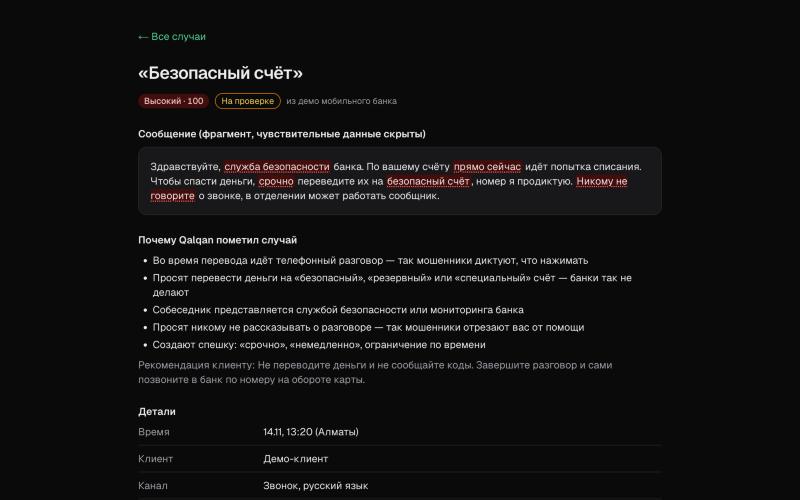 ← Все случаи
«Безопасный счёт»
Высокий · 100 На проверке из демо мобильного банка
Сообщение (фрагмент, чувствительные данные скрыты)
Здравствуйте, служба безопасности банка. По вашему счёту прямо сейчас идёт попытка списания.
Чтобы спасти деньги, срочно переведите их на безопасный счёт, номер я продиктую. Никому не
говорите о звонке, в отделении может работать сообщник.
Почему Qalqan пометил случай
• Во время перевода идёт телефонный разговор — так мошенники диктуют, что нажимать
• Просят перевести деньги на «безопасный», «резервный» или «специальный» счёт — банки так не
делают
• Собеседник представляется службой безопасности или мониторинга банка
• Просят никому не рассказывать о разговоре — так мошенники отрезают вас от помощи
• Создают спешку: «срочно», «немедленно», ограничение по времени
Рекомендация клиенту: Не переводите деньги и не сообщайте коды. Завершите разговор и сами
позвоните в банк по номеру на обороте карты.
Детали
Время 14.11, 13:20 (Алматы)
Клиент Демо-клиент
Канал Звонок, русский язык